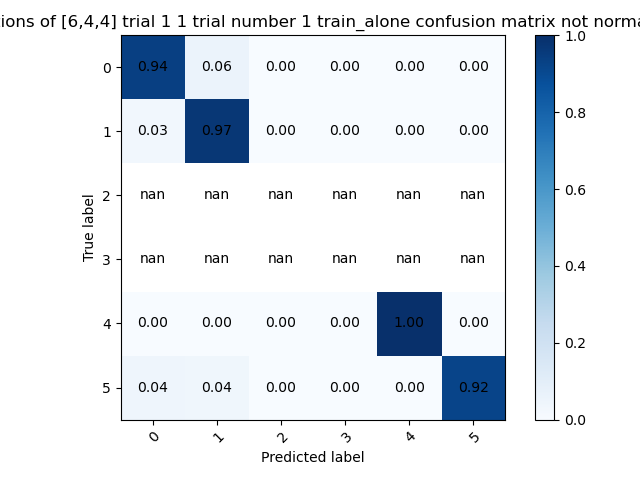 tions of [6,4,4] trial 1 1 trial number 1 train_alone confusion matrix not norma
1.0
0 0.94 0.06 0.00 0.00 0.00 0.00
0.8
1 0.03 0.97 0.00 0.00 0.00 0.00
2 nan nan nan nan nan nan
0.6
True label
3 nan nan nan nan nan nan
0.4
4 0.00 0.00 0.00 0.00 1.00 0.00
0.2
5 0.04 0.04 0.00 0.00 0.00 0.92
0.0
0 1 2 3 4 5
Predicted label